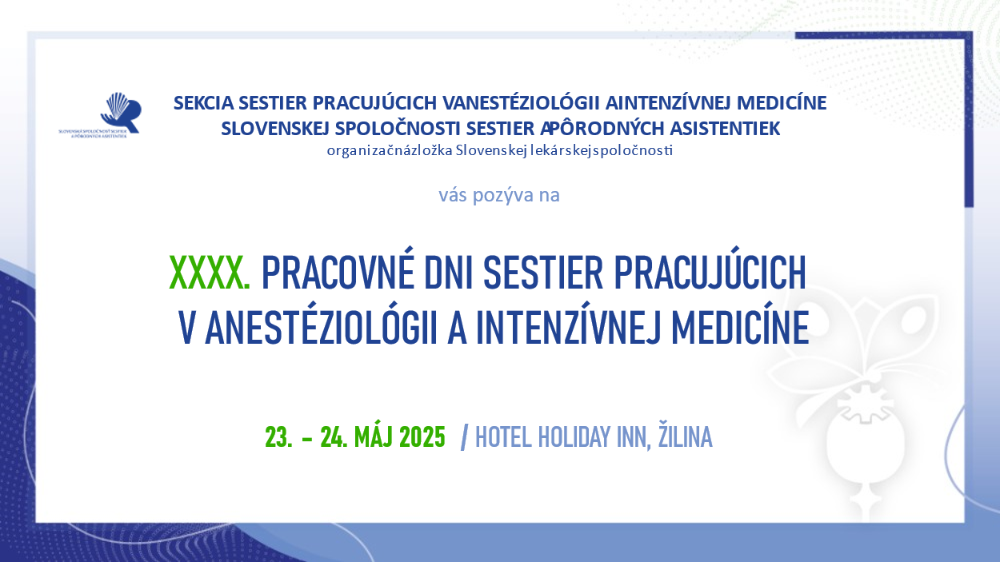 SLOVENSKÁ SPOLOČNOSŤ SESTIER
A PÔRODNÝCH ASISTENTIEK
SEKCIA SESTIER PRACUJÚCICH VANESTÉZIOLÓGII AINTENZÍVNEJ MEDICÍNE
SLOVENSKEJ SPOLOČNOSTI SESTIER APÔRODNÝCH ASISTENTIEK
organizačnázložka Slovenskej lekárskejspoločnosti
vás pozýva na
XXXX. PRACOVNÉ DNI SESTIER PRACUJÚCICH
V ANESTÉZIOLÓGII A INTENZÍVNEJ MEDICÍNE
23. – 24. MÁJ 2025 / HOTEL HOLIDAY INN, ŽILINA